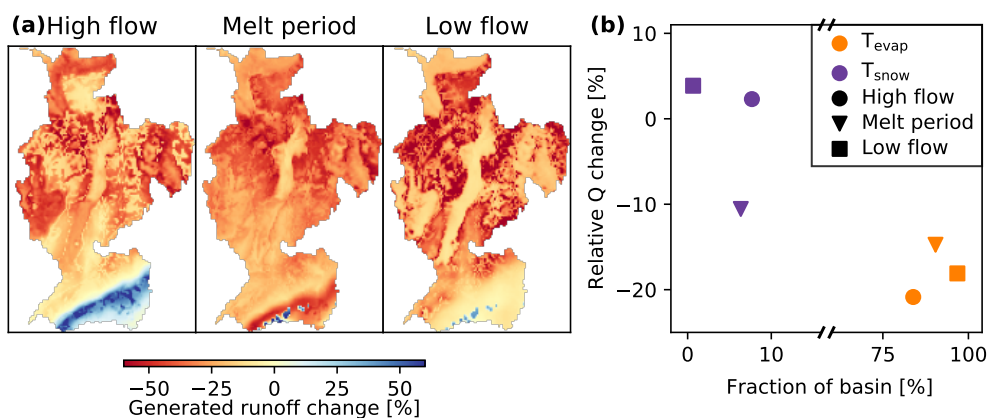 (a) High flow Melt period Low flow
−50 −25 0 25 50
Generated runoff change [%]
(b)
10
0
−10
−20
Relative Q change [%]
T_evap
T_snow
High flow
Melt period
Low flow
0 10 75 100
Fraction of basin [%]